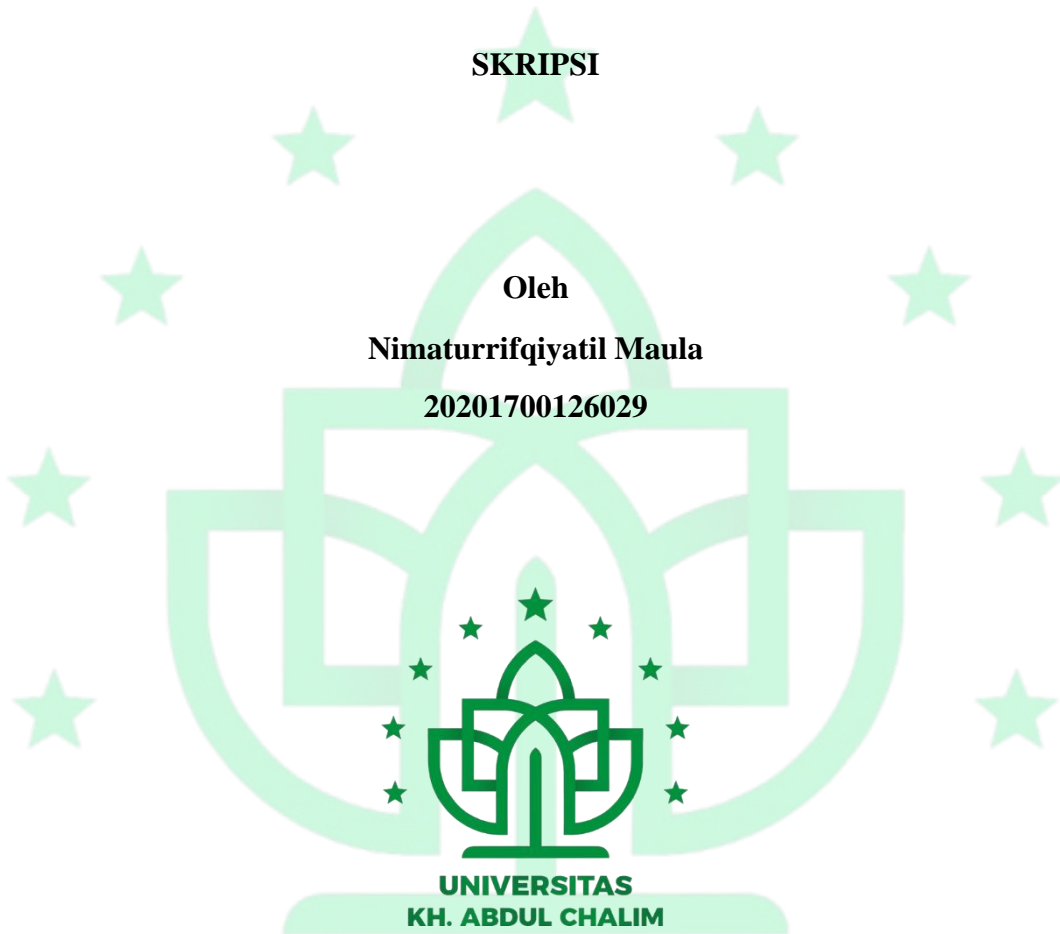 SKRIPSI
Oleh
Nimaturrifqiyatil Maula
20201700126029
UNIVERSITAS
KH. ABDUL CHALIM